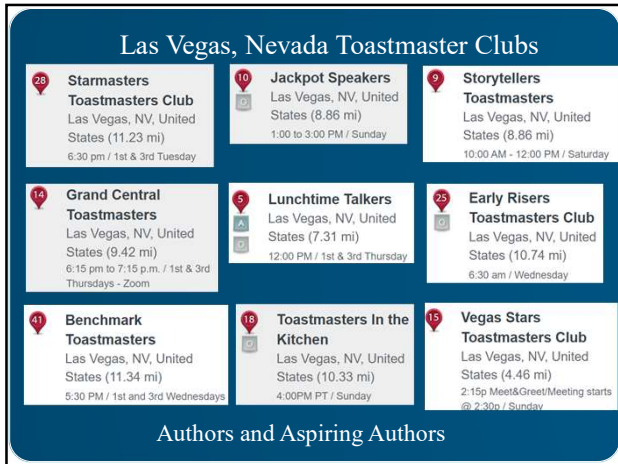 Las Vegas, Nevada Toastmaster Clubs
28
Starmasters
Toastmasters Club
Las Vegas, NV, United
States (11.23 mi)
6:30 pm / 1st & 3rd Tuesday
10
Jackpot Speakers
Las Vegas, NV, United
States (8.86 mi)
1:00 to 3:00 PM / Sunday
9
Storytellers
Toastmasters
Las Vegas, NV, United
States (8.86 mi)
10:00 AM - 12:00 PM / Saturday
14
Grand Central
Toastmasters
Las Vegas, NV, United
States (9.42 mi)
6:15 pm to 7:15 p.m. / 1st & 3rd
Thursdays - Zoom
5
A
Lunchtime Talkers
Las Vegas, NV, United
States (7.31 mi)
12:00 PM / 1st & 3rd Thursday
25
Early Risers
Toastmasters Club
Las Vegas, NV, United
States (10.74 mi)
6:30 am / Wednesday
41
Benchmark
Toastmasters
Las Vegas, NV, United
States (11.34 mi)
5:30 PM / 1st and 3rd Wednesdays
18
Toastmasters In the
Kitchen
Las Vegas, NV, United
States (10.33 mi)
4:00PM PT / Sunday
15
Vegas Stars
Toastmasters Club
Las Vegas, NV, United
States (4.46 mi)
2:15p Meet&Greet/Meeting starts
@ 2:30p / Sunday
Authors and Aspiring Authors